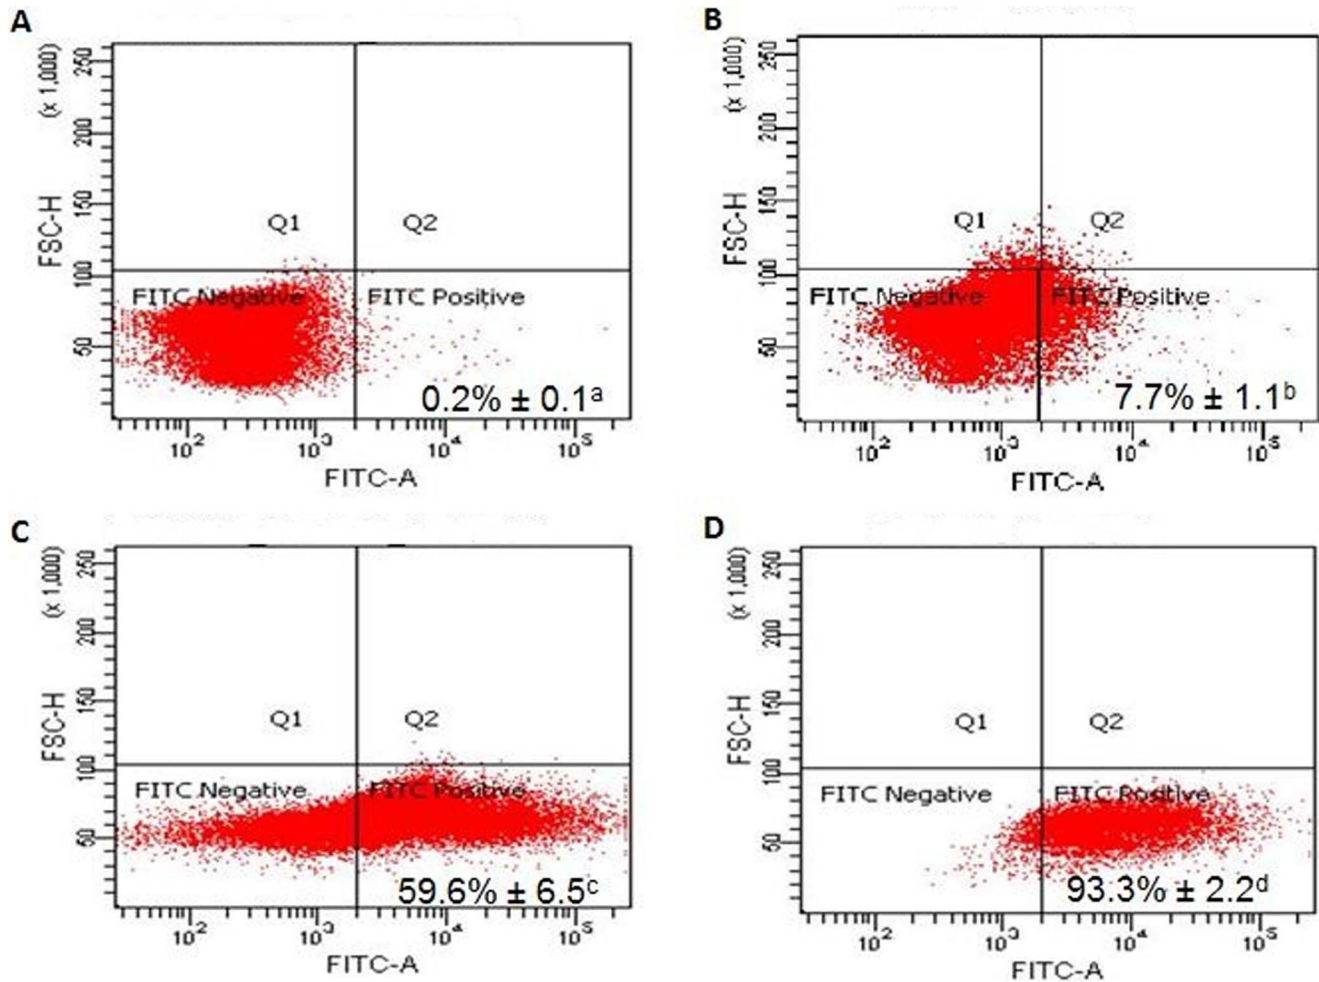 A
(x 1,000)
250
200
150
100
50
FSC-H
Q1 Q2
FITC Negative FITC Positive
0.2% ± 0.1a
10² 10³ 10⁴ 10⁵
FITC-A
B
(x 1,000)
250
200
150
100
50
FSC-H
Q1 Q2
FITC Negative FITC Positive
7.7% ± 1.1b
10² 10³ 10⁴ 10⁵
FITC-A
C
(x 1,000)
250
200
150
100
50
FSC-H
Q1 Q2
FITC Negative FITC Positive
59.6% ± 6.5c
10² 10³ 10⁴ 10⁵
FITC-A
D
(x 1,000)
250
200
150
100
50
FSC-H
Q1 Q2
FITC Negative FITC Positive
93.3% ± 2.2d
10² 10³ 10⁴ 10⁵
FITC-A